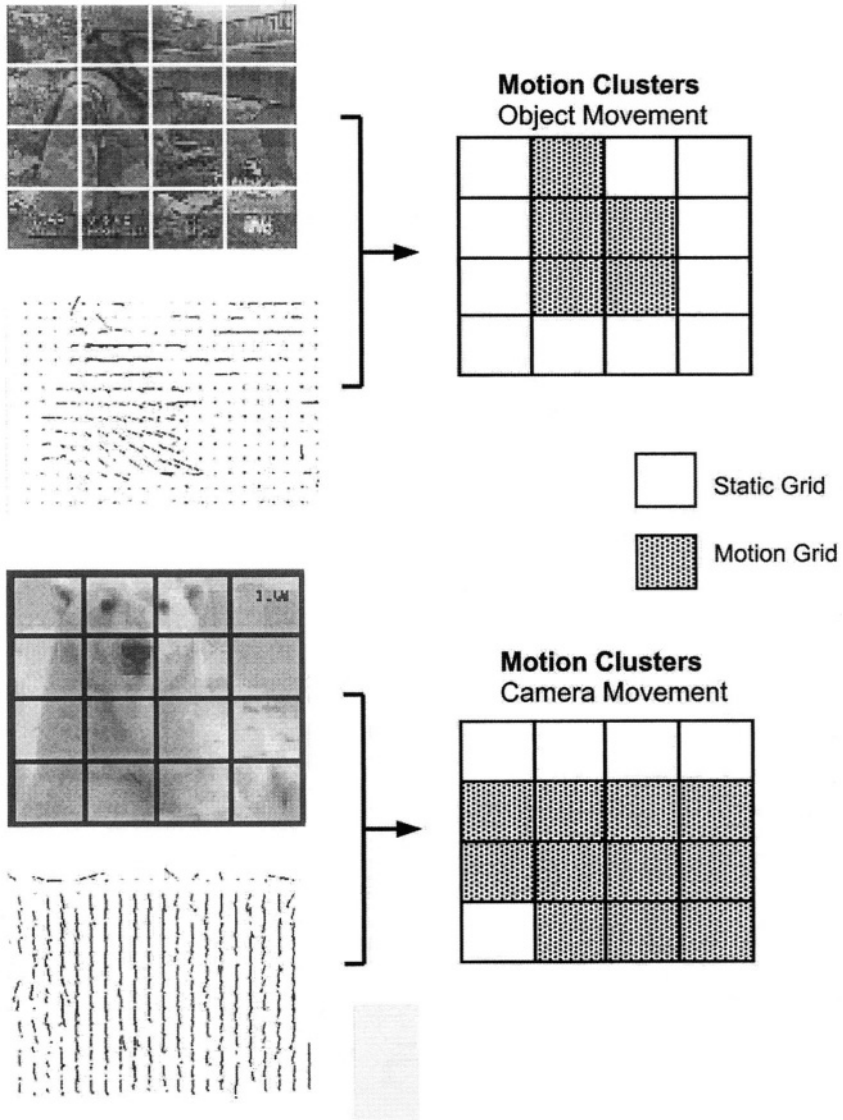 Motion Clusters
Object Movement
Static Grid
Motion Grid
Motion Clusters
Camera Movement